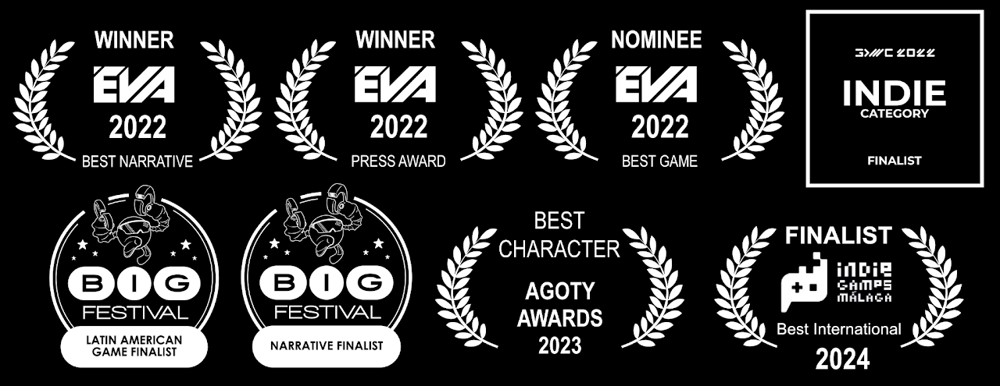 WINNER
EVA
2022
BEST NARRATIVE
WINNER
EVA
2022
PRESS AWARD
NOMINEE
EVA
2022
BEST GAME
GMWC 2022
INDIE
CATEGORY
FINALIST
BIG
FESTIVAL
LATIN AMERICAN
GAME FINALIST
BIG
FESTIVAL
NARRATIVE FINALIST
BEST
CHARACTER
AGOTY
AWARDS
2023
FINALIST
INDIE
GAMES
MÁLAGA
Best International
2024